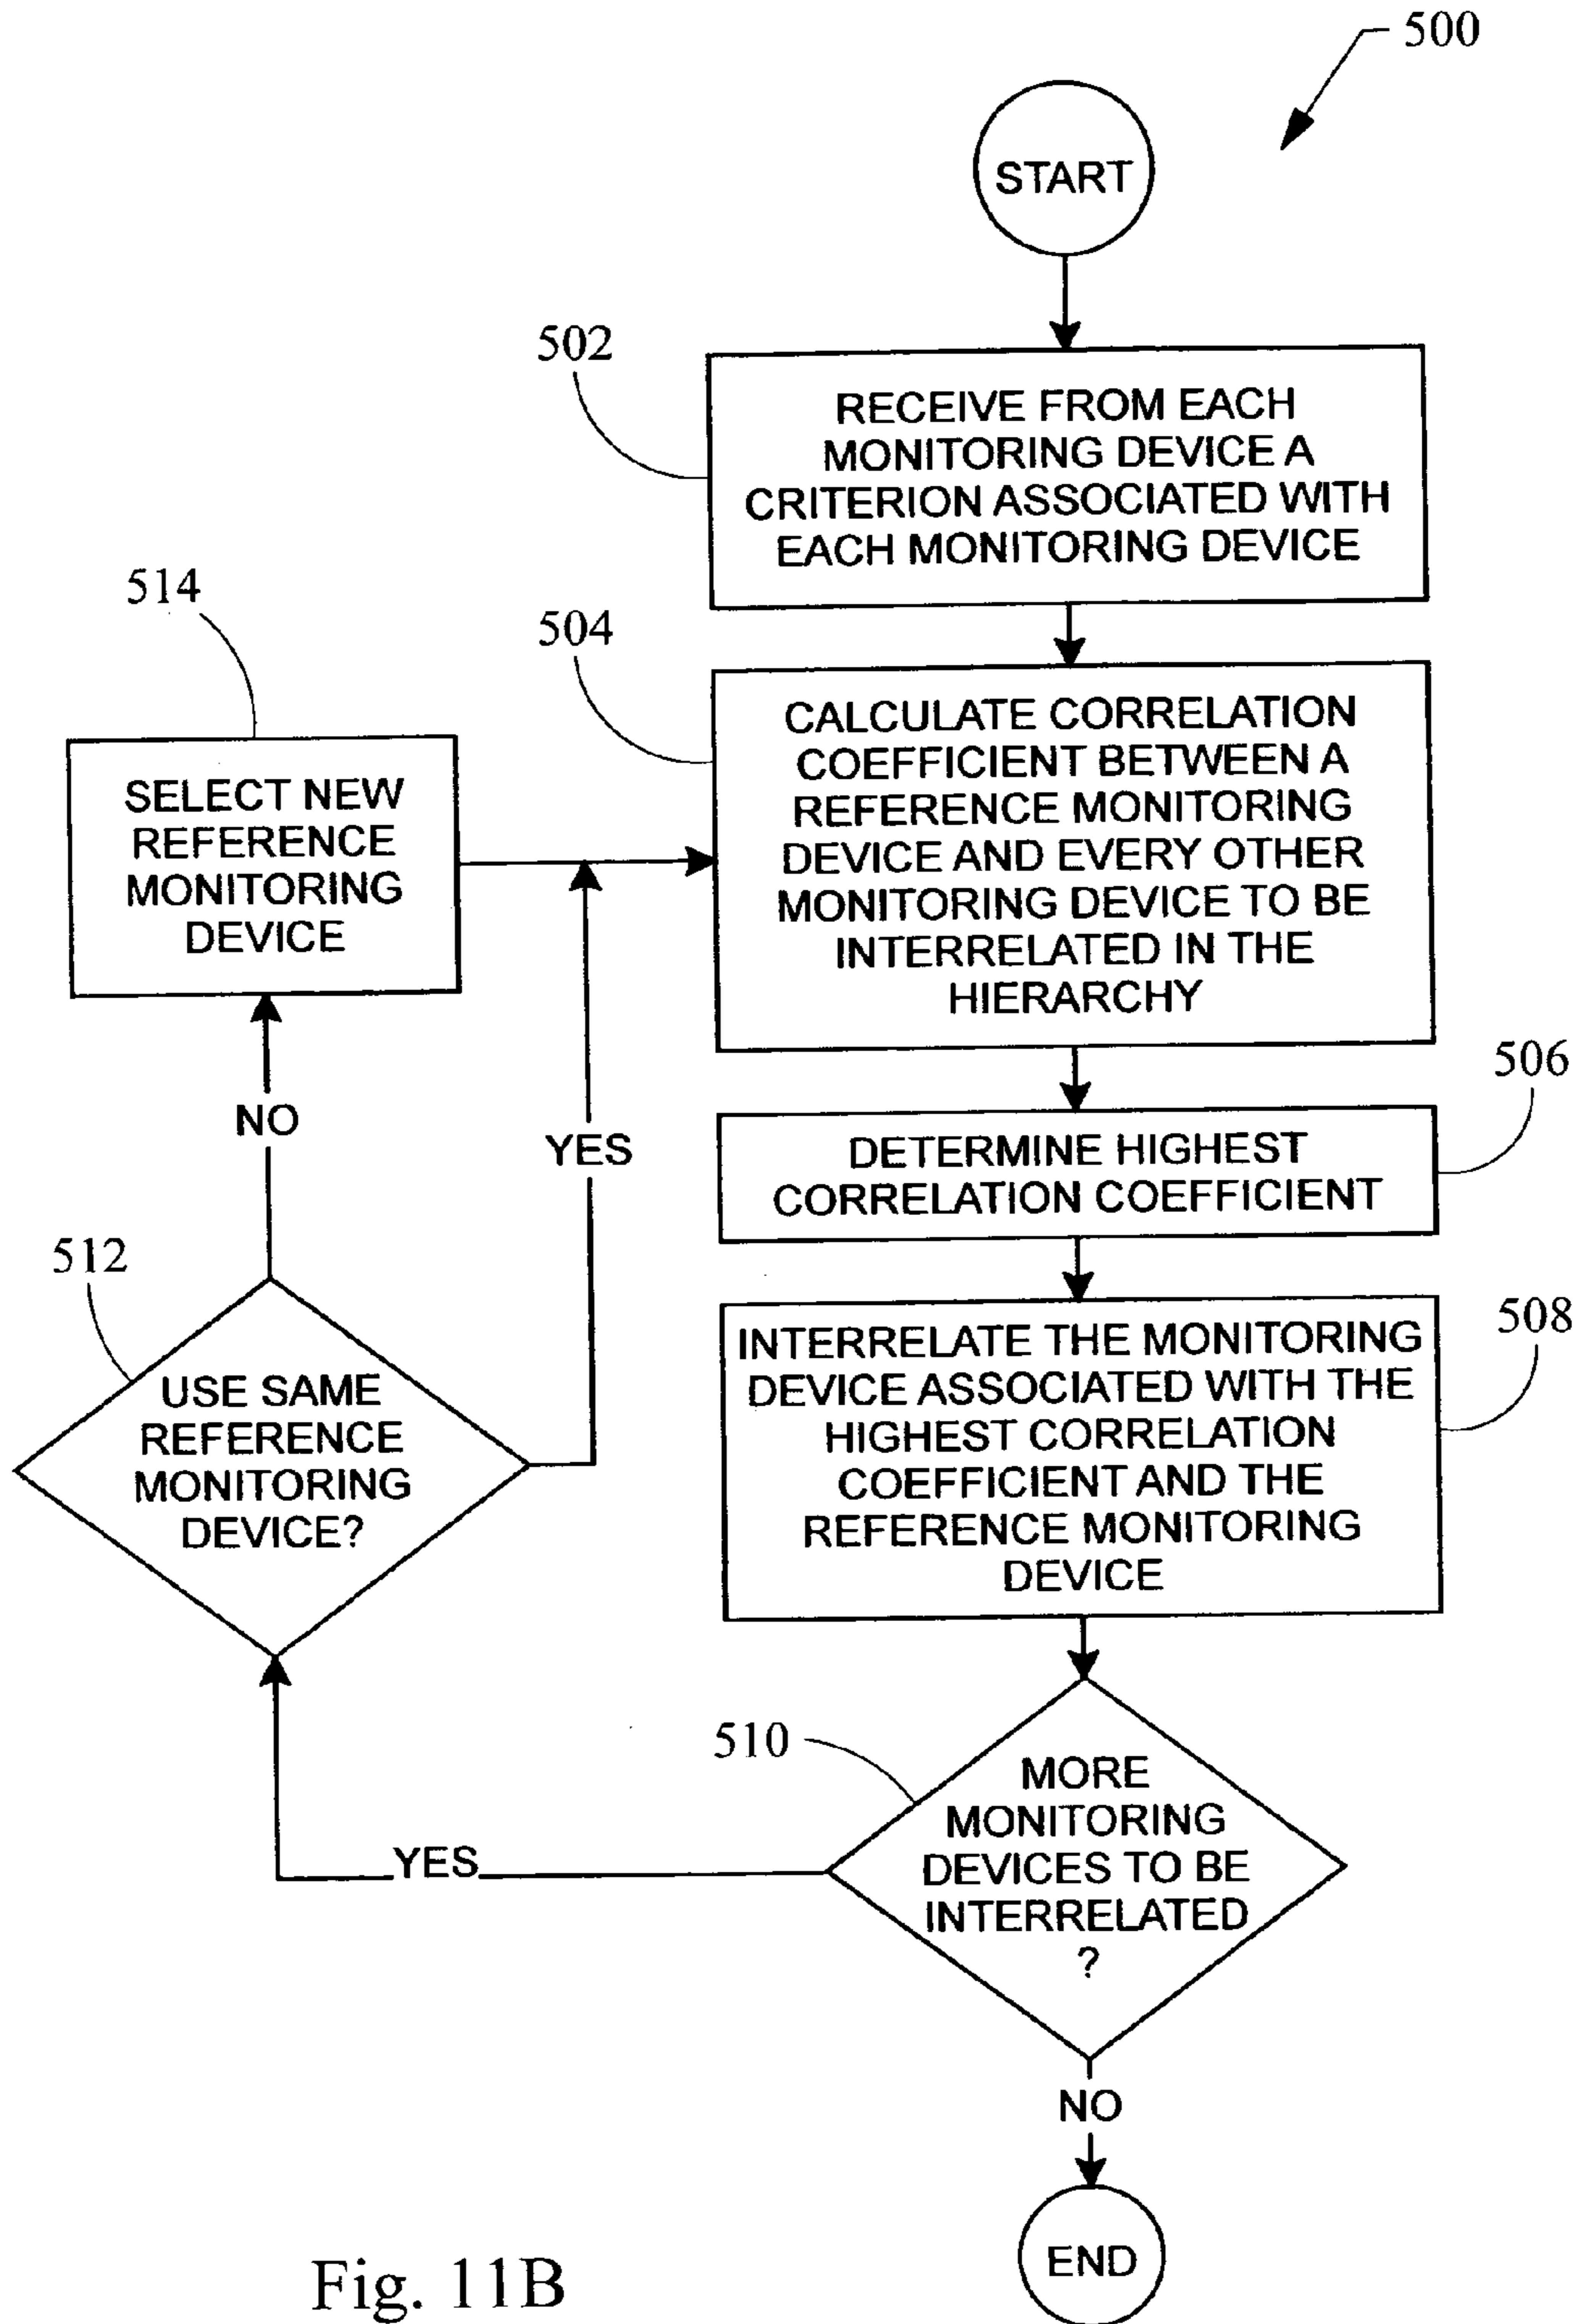 500
START
502
RECEIVE FROM EACH
MONITORING DEVICE A
CRITERION ASSOCIATED WITH
EACH MONITORING DEVICE
514
504
SELECT NEW
REFERENCE
MONITORING
DEVICE
CALCULATE CORRELATION
COEFFICIENT BETWEEN A
REFERENCE MONITORING
DEVICE AND EVERY OTHER
MONITORING DEVICE TO BE
INTERRELATED IN THE
HIERARCHY
506
NO
YES
DETERMINE HIGHEST
CORRELATION COEFFICIENT
512
508
USE SAME
REFERENCE
MONITORING
DEVICE?
INTERRELATE THE MONITORING
DEVICE ASSOCIATED WITH THE
HIGHEST CORRELATION
COEFFICIENT AND THE
REFERENCE MONITORING
DEVICE
510
MORE
MONITORING
DEVICES TO BE
INTERRELATED
?
YES
NO
END
Fig. 11B